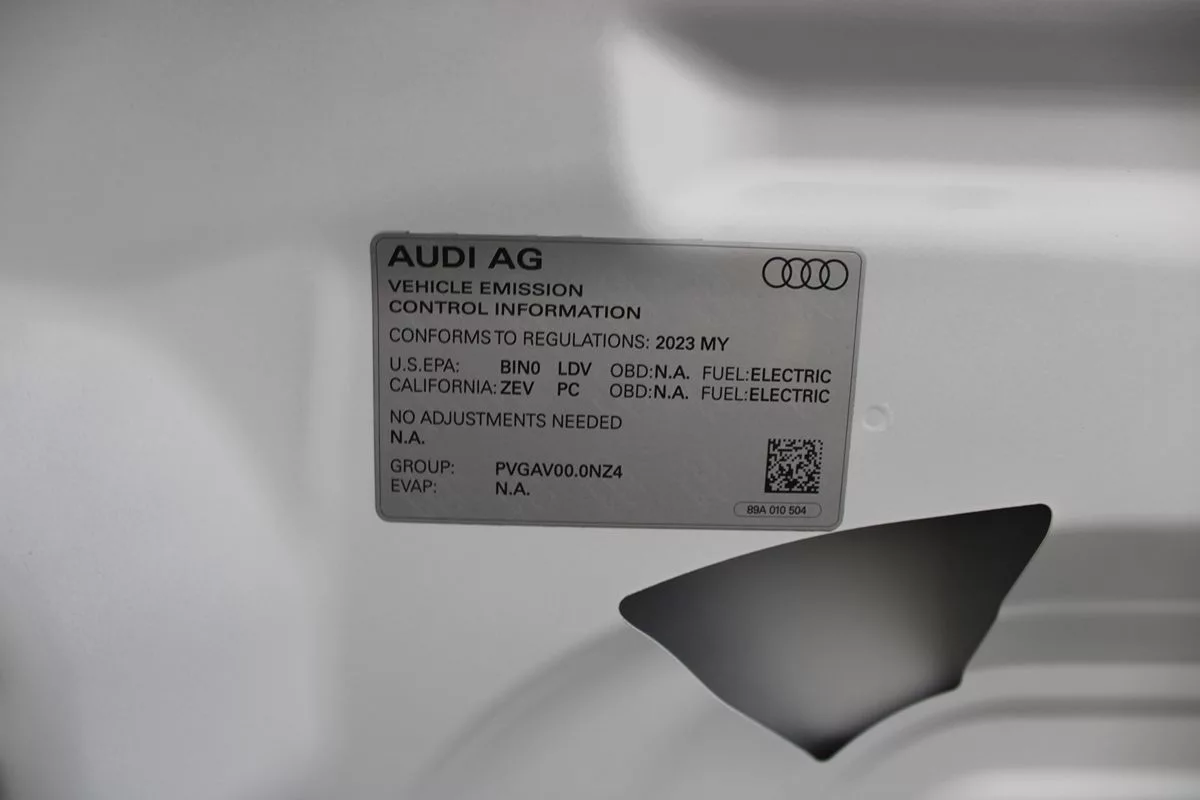 AUDI AG
VEHICLE EMISSION
CONTROL INFORMATION
CONFORMS TO REGULATIONS: 2023 MY
U.S.EPA: BIN0 LDV OBD:N.A. FUEL:ELECTRIC
CALIFORNIA: ZEV PC OBD:N.A. FUEL:ELECTRIC
NO ADJUSTMENTS NEEDED
N.A.
GROUP: PVGAV00.0NZ4
EVAP: N.A.
89A 010 504